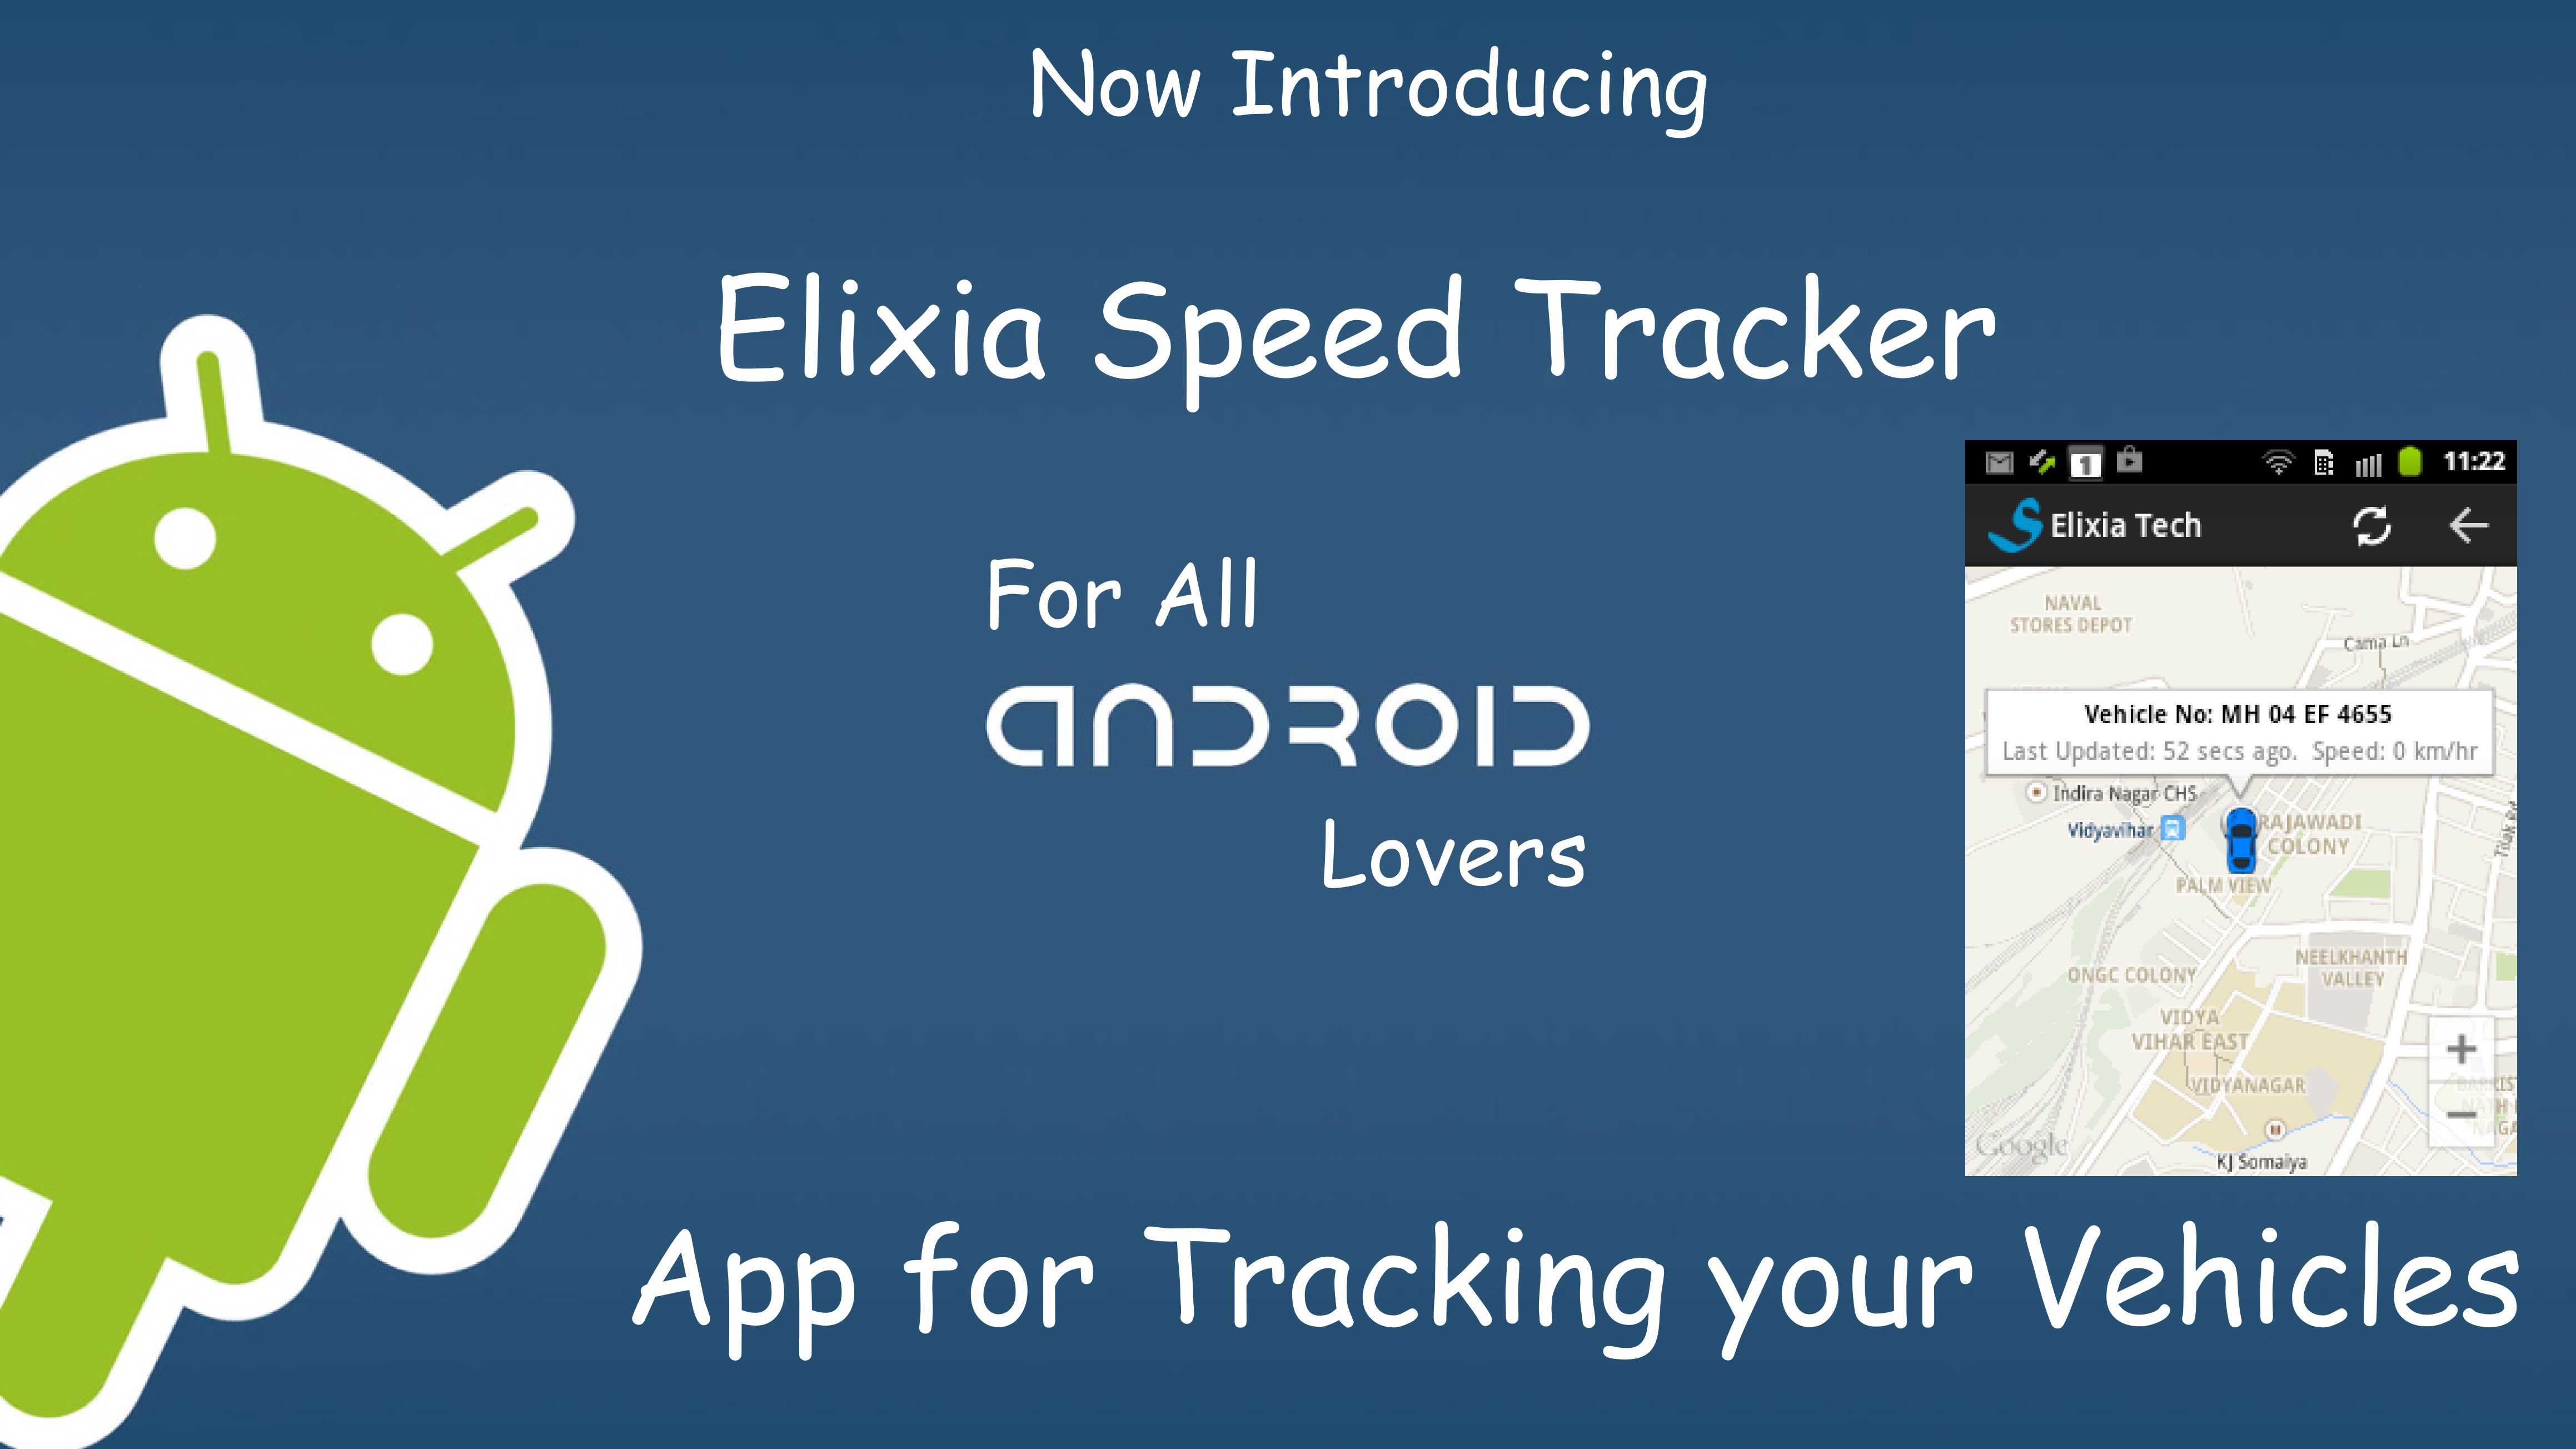 Now Introducing
Elixia Speed Tracker
For All
ANDROID
Lovers
1
11:22
S Elixia Tech
NAVAL
STORES DEPOT
Cama Ln
Vehicle No: MH 04 EF 4655
Last Updated: 52 secs ago. Speed: 0 km/hr
Indira Nagar CHS
Vidyavihar
RAJAWADI
COLONY
Tilak Rd
PALM VIEW
NEELKHANTH
VALLEY
ONGC COLONY
VIDYA
VIHAR EAST
+
VIDYANAGAR
−
Google
KJ Somaiya
App for Tracking your Vehicles